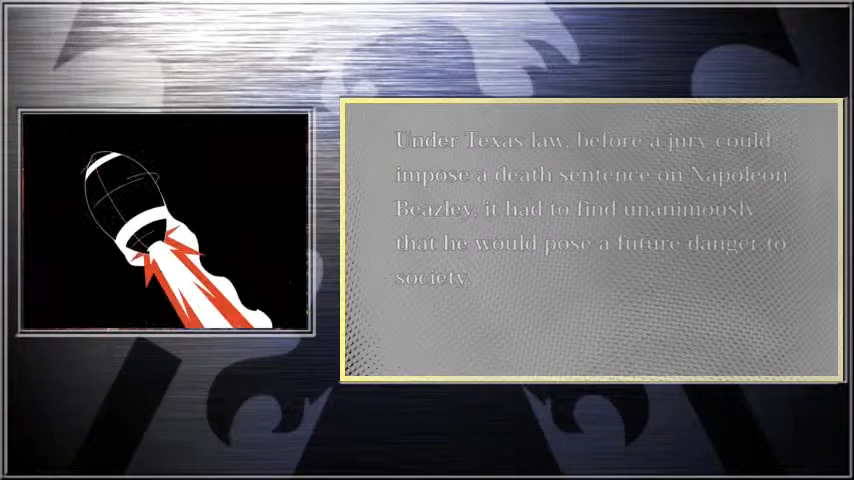 Under Texas law, before a jury could
impose a death sentence on Napoleon
Beazley, it had to find unanimously
that he would pose a future danger to
society.